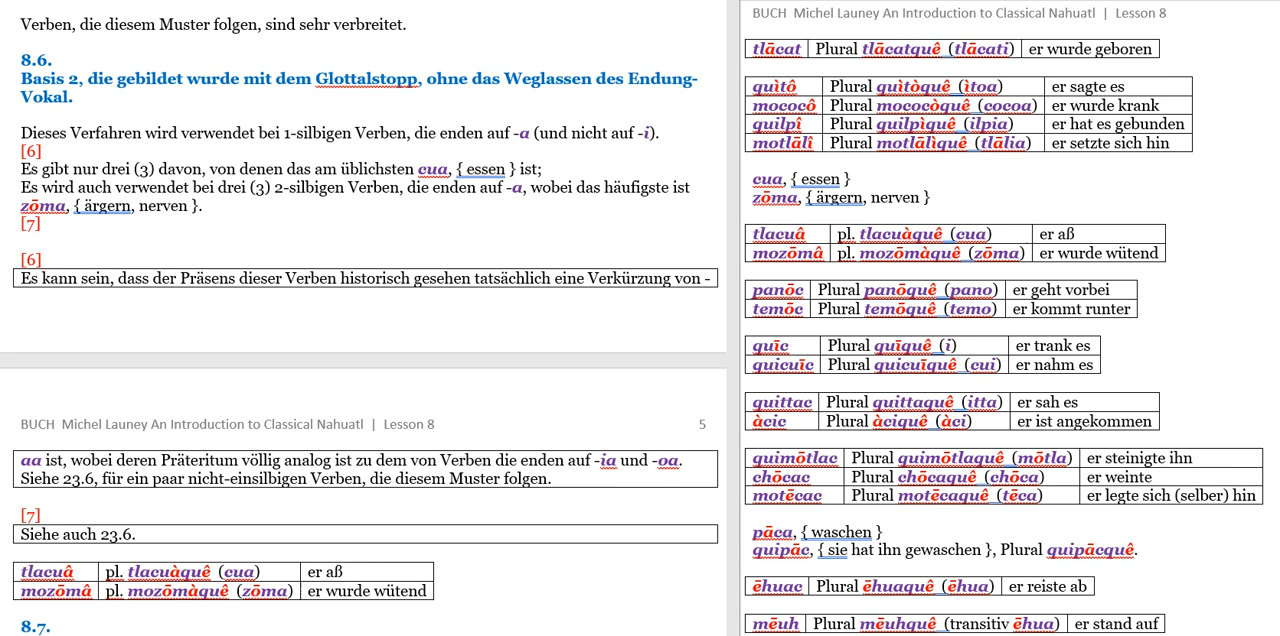 Verben, die diesem Muster folgen, sind sehr verbreitet.
8.6.
Basis 2, die gebildet wurde mit dem Glottalstopp, ohne das Weglassen des Endung-
Vokal.
Dieses Verfahren wird verwendet bei 1-silbigen Verben, die enden auf -a (und nicht auf -i).
[6]
Es gibt nur drei (3) davon, von denen das am üblichsten cua, { essen } ist;
Es wird auch verwendet bei drei (3) 2-silbigen Verben, die enden auf -a, wobei das häufigste ist
zōma, { ärgern, nerven }.
[7]
[6]
Es kann sein, dass der Präsens dieser Verben historisch gesehen tatsächlich eine Verkürzung von -
BUCH Michel Launey An Introduction to Classical Nahuatl | Lesson 8 5
aa ist, wobei deren Präteritum völlig analog ist zu dem von Verben die enden auf -ia und -oa.
Siehe 23.6, für ein paar nicht-einsilbigen Verben, die diesem Muster folgen.
[7]
Siehe auch 23.6.
tlacuâ pl. tlacuàquê (cua) er aß
mozōmâ pl. mozōmàquê (zōma) er wurde wütend
8.7.
BUCH Michel Launey An Introduction to Classical Nahuatl | Lesson 8
tlācat Plural tlācatquê (tlācati) er wurde geboren
quìtô Plural quìtòquê (ìtoa) er sagte es
mococô Plural mococòquê (cocoa) er wurde krank
quilpî Plural quilpìquê (ilpia) er hat es gebunden
motlālî Plural motlālìquê (tlālia) er setzte sich hin
cua, { essen }
zōma, { ärgern, nerven }
tlacuâ pl. tlacuàquê (cua) er aß
mozōmâ pl. mozōmàquê (zōma) er wurde wütend
panōc Plural panōquê (pano) er geht vorbei
temōc Plural temōquê (temo) er kommt runter
quīc Plural quīquê (i) er trank es
quicuīc Plural quicuīquê (cui) er nahm es
quittac Plural quittaquê (itta) er sah es
àcic Plural àciquê (àci) er ist angekommen
quimōtlac Plural quimōtlaquê (mōtla) er steinigte ihn
chōcac Plural chōcaquê (chōca) er weinte
motēcac Plural motēcaquê (tēca) er legte sich (selber) hin
pāca, { waschen }
quipāc, { sie hat ihn gewaschen }, Plural quipācquê.
ēhuac Plural ēhuaquê (ēhua) er reiste ab
mēuh Plural mēuhquê (transitiv ēhua) er stand auf